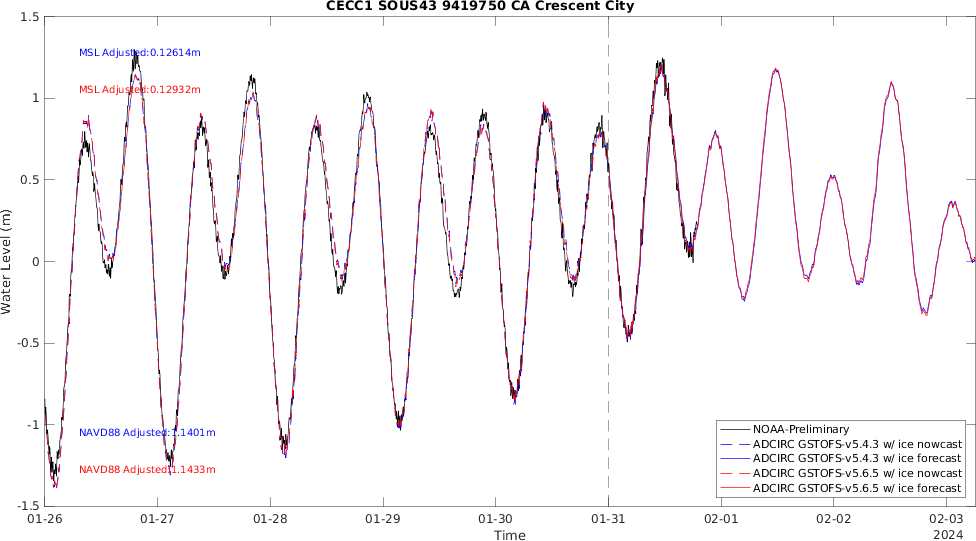 CECC1 SOUS43 9419750 CA Crescent City
1.5
1
0.5
0
-0.5
-1
-1.5
Water Level (m)
MSL Adjusted:0.12614m
MSL Adjusted:0.12932m
NAVD88 Adjusted:1.1401m
NAVD88 Adjusted:1.1433m
NOAA-Preliminary
ADCIRC GSTOFS-v5.4.3 w/ ice nowcast
ADCIRC GSTOFS-v5.4.3 w/ ice forecast
ADCIRC GSTOFS-v5.6.5 w/ ice nowcast
ADCIRC GSTOFS-v5.6.5 w/ ice forecast
01-26 01-27 01-28 01-29 01-30 01-31 02-01 02-02 02-03
Time
2024